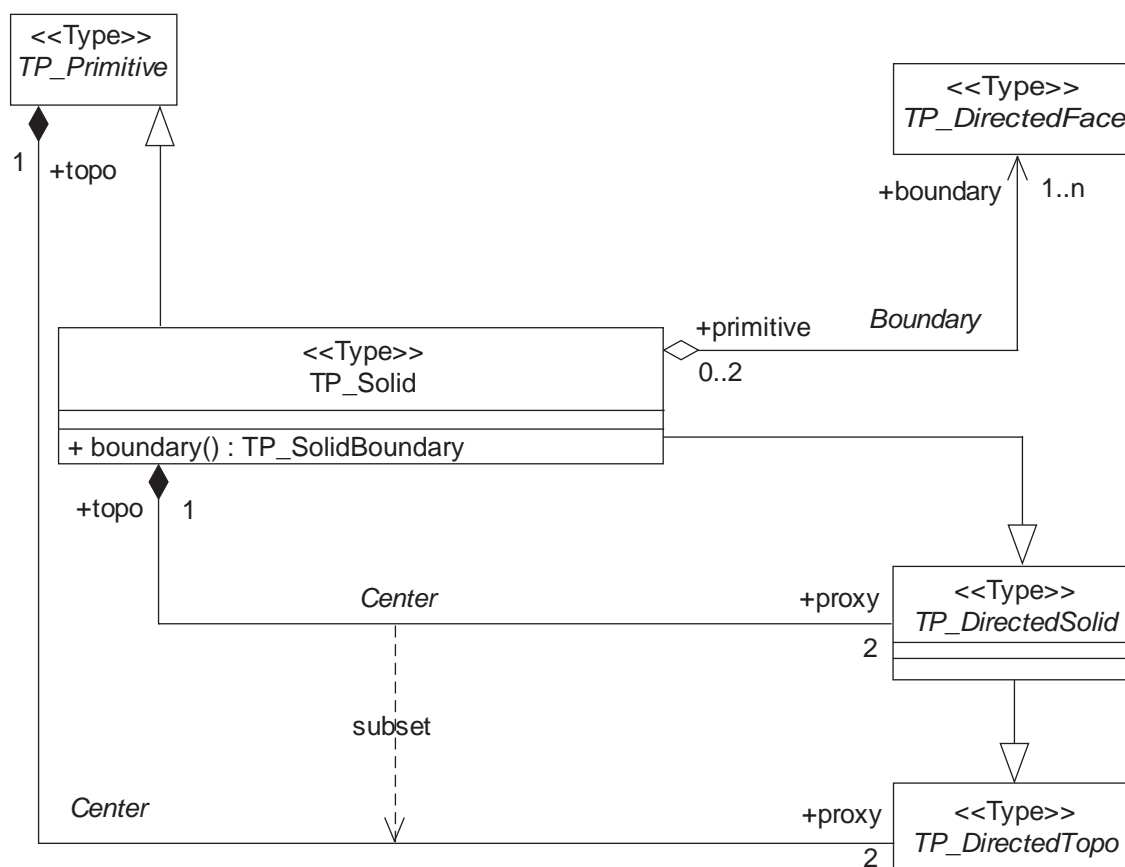 <<Type>>
TP_Primitive
1
+topo
<<Type>>
TP_DirectedFace
+boundary
1..n
<<Type>>
TP_Solid
+ boundary() : TP_SolidBoundary
+primitive
0..2
Boundary
+topo
1
Center
+proxy
2
<<Type>>
TP_DirectedSolid
subset
Center
+proxy
2
<<Type>>
TP_DirectedTopo